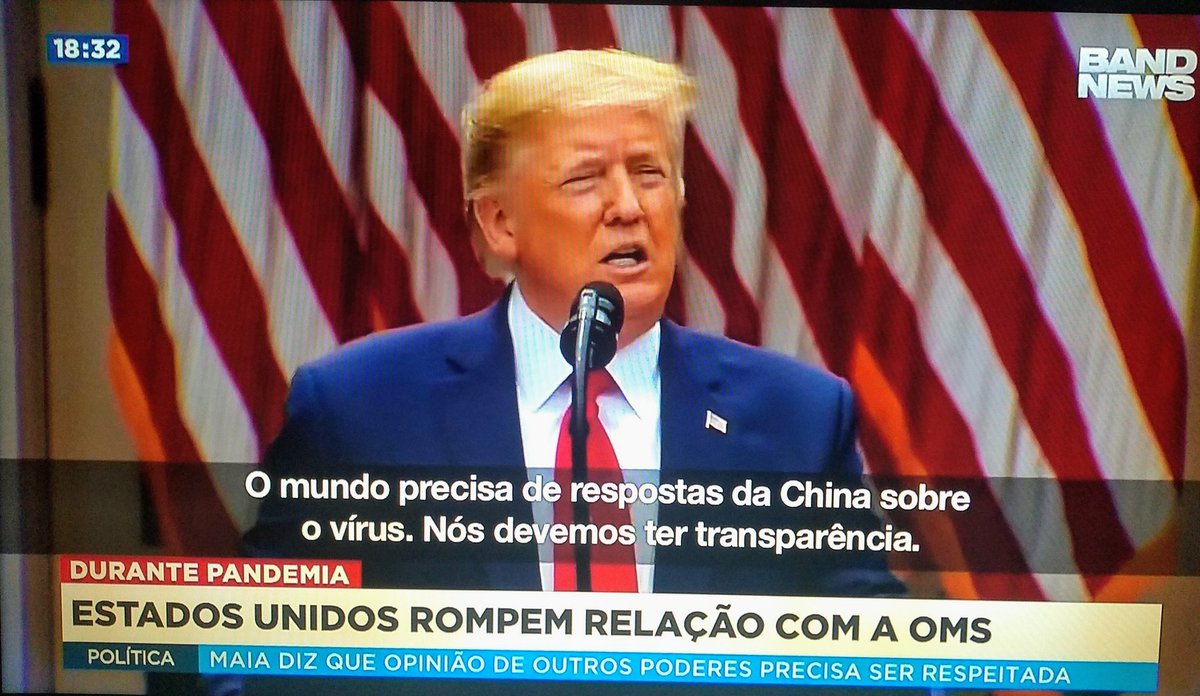 18:32
BAND
NEWS
O mundo precisa de respostas da China sobre
o vírus. Nós devemos ter transparência.
DURANTE PANDEMIA
ESTADOS UNIDOS ROMPEM RELAÇÃO COM A OMS
POLÍTICA
MAIA DIZ QUE OPINIÃO DE OUTROS PODERES PRECISA SER RESPEITADA